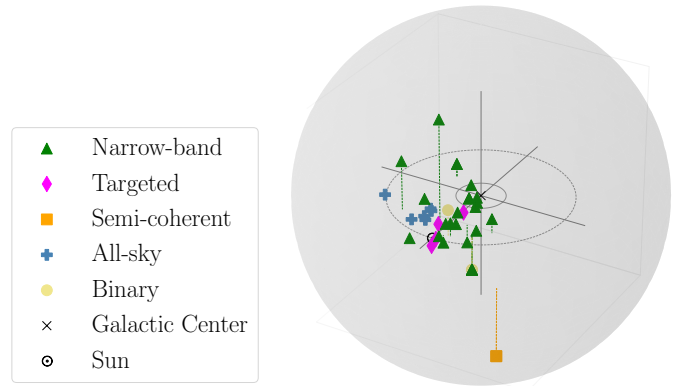 Narrow-band
Targeted
Semi-coherent
All-sky
Binary
Galactic Center
Sun